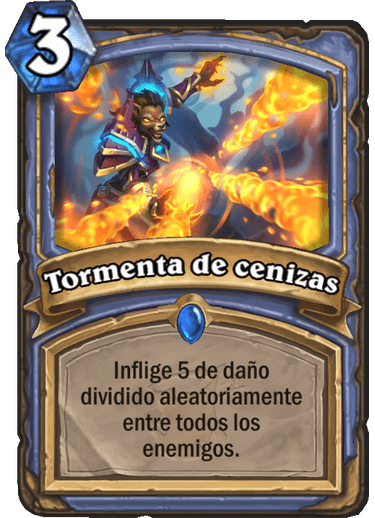 3
Tormenta de cenizas
Inflige 5 de daño
dividido aleatoriamente
entre todos los
enemigos.